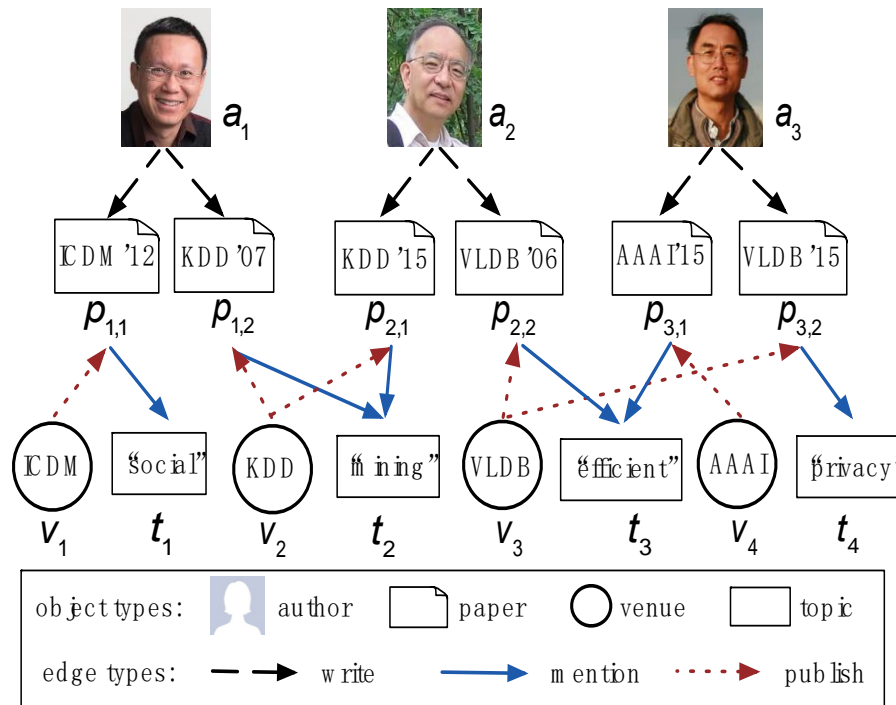 a1 a2 a3
ICDM '12 KDD '07 KDD '15 VLDB '06 AAAI'15 VLDB '15
p1,1 p1,2 p2,1 p2,2 p3,1 p3,2
ICDM "social" KDD "mining" VLDB "efficient" AAAI "privacy"
v1 t1 v2 t2 v3 t3 v4 t4
object types: author paper venue topic
edge types: write mention publish